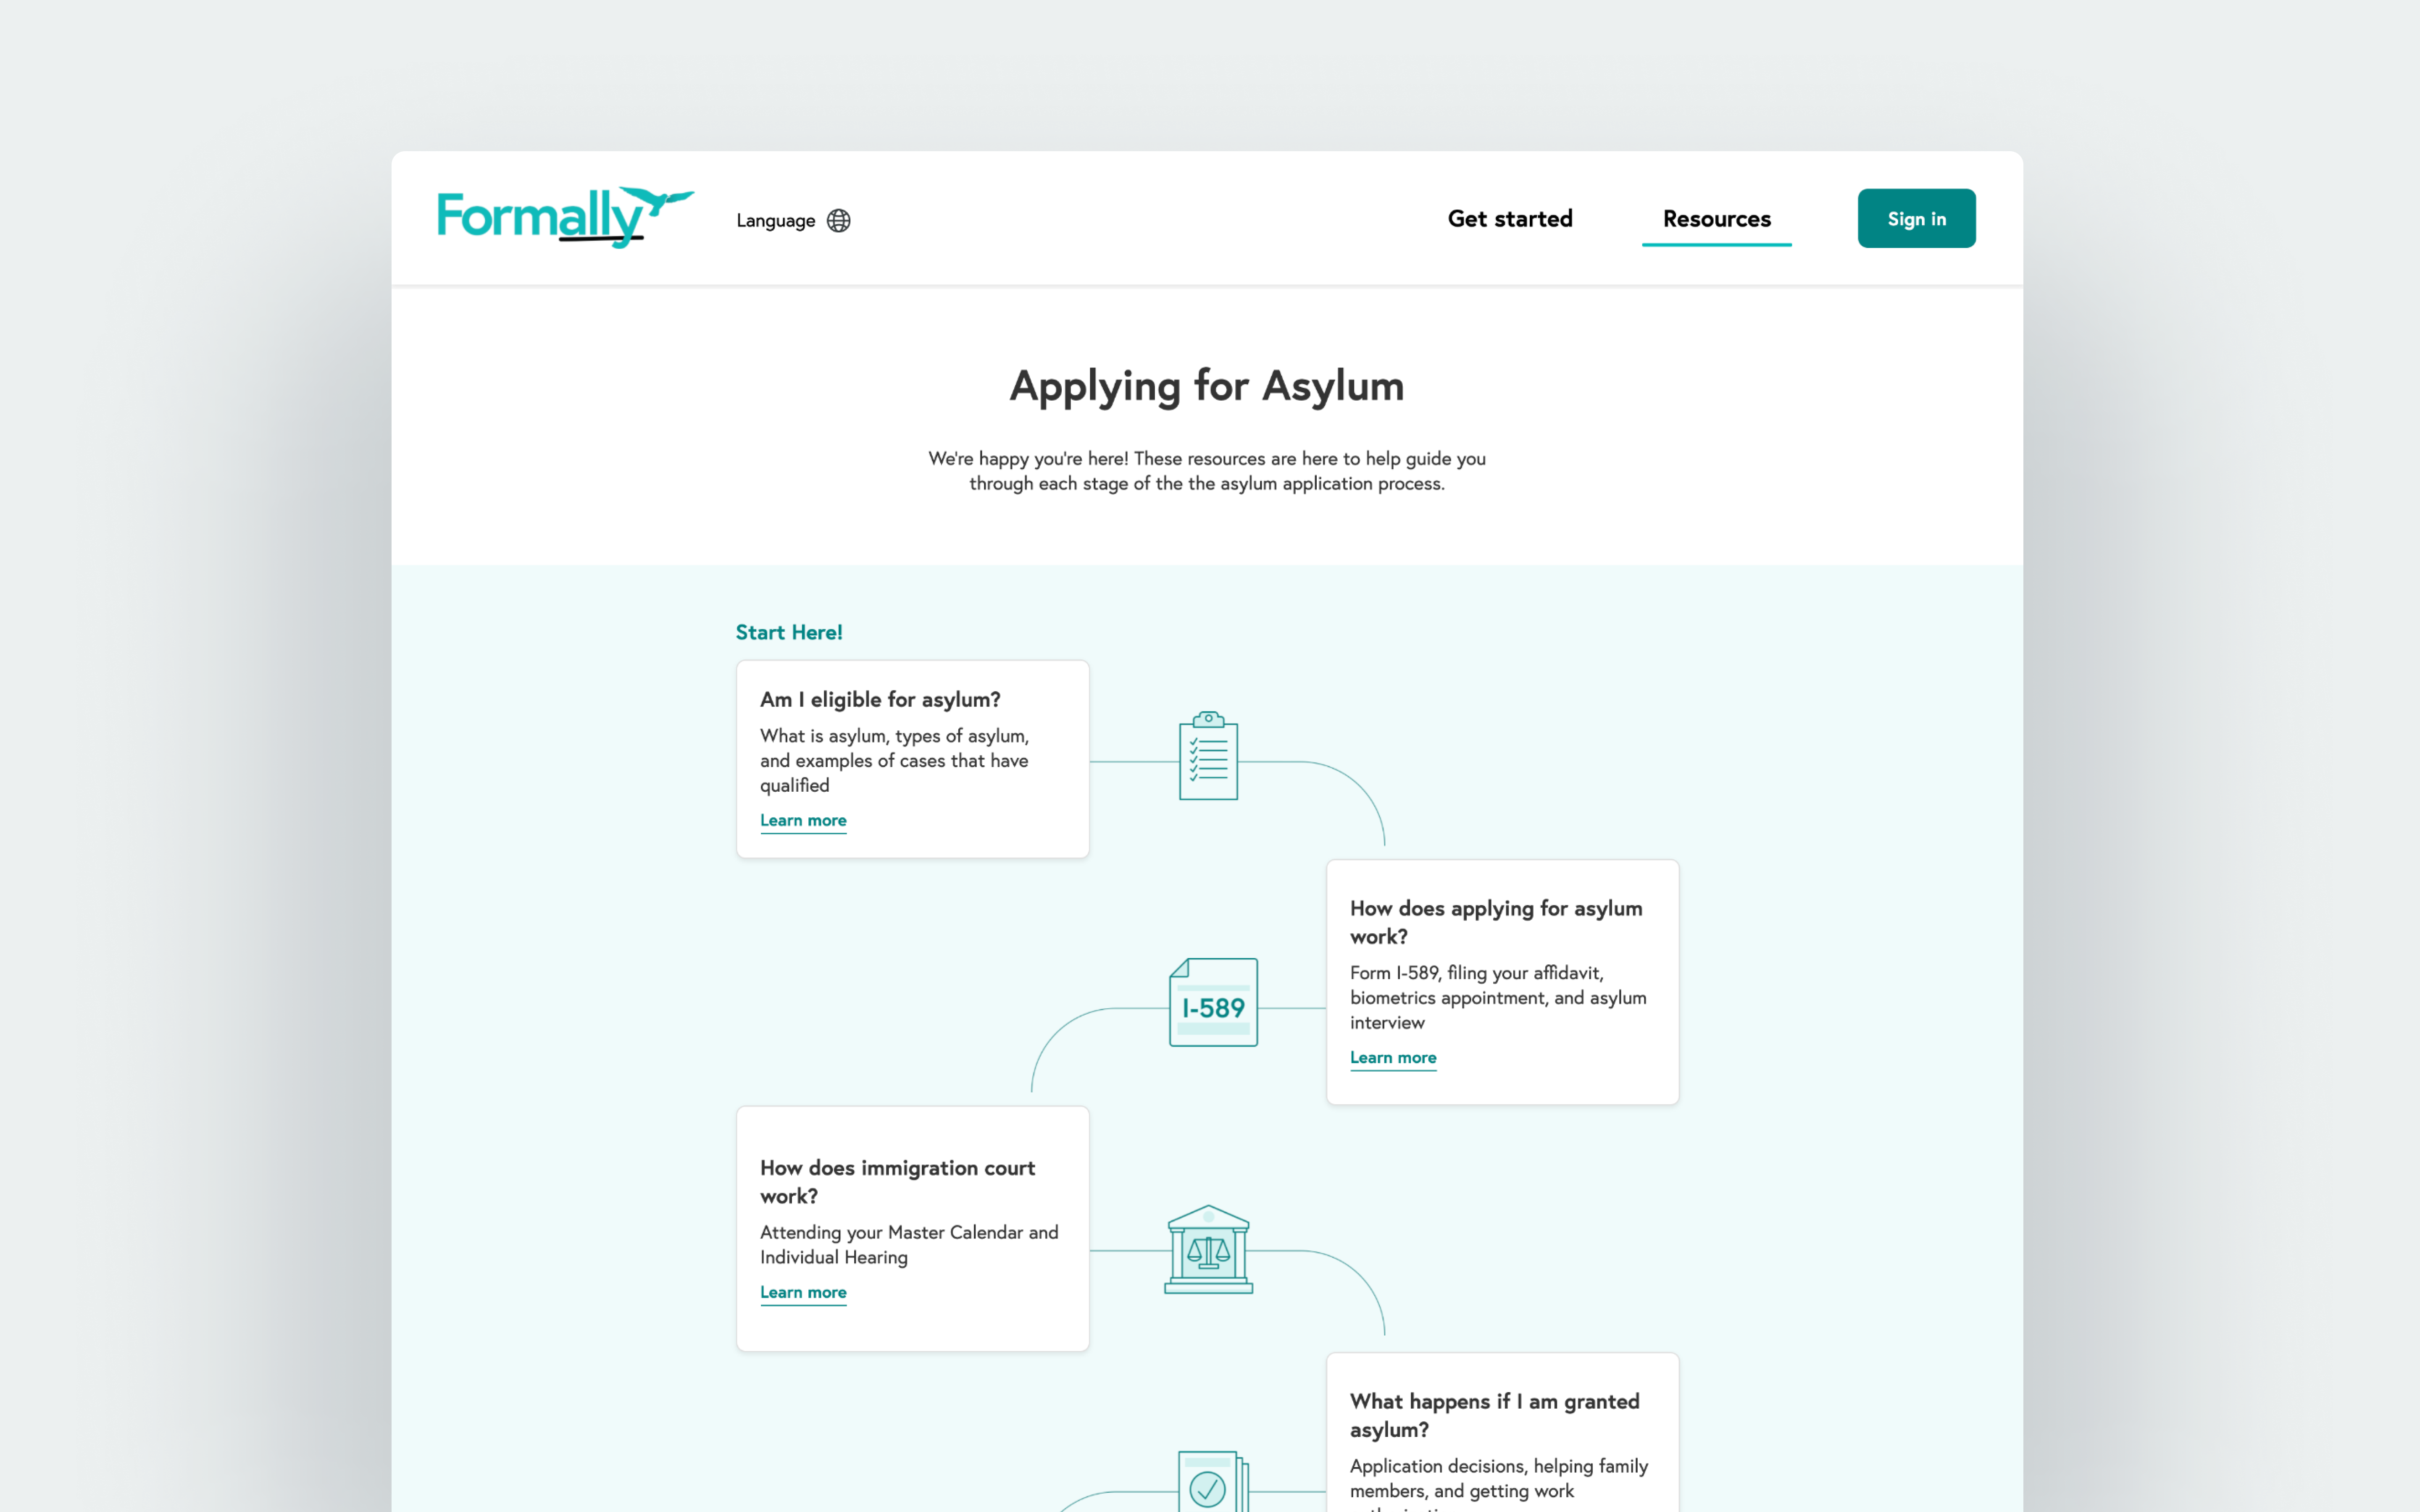 Formally
Language
Get started
Resources
Sign in
Applying for Asylum
We're happy you're here! These resources are here to help guide you
through each stage of the the asylum application process.
Start Here!
Am I eligible for asylum?
What is asylum, types of asylum,
and examples of cases that have
qualified
Learn more
How does applying for asylum
work?
Form I-589, filing your affidavit,
biometrics appointment, and asylum
interview
Learn more
I-589
How does immigration court
work?
Attending your Master Calendar and
Individual Hearing
Learn more
What happens if I am granted
asylum?
Application decisions, helping family
members, and getting work